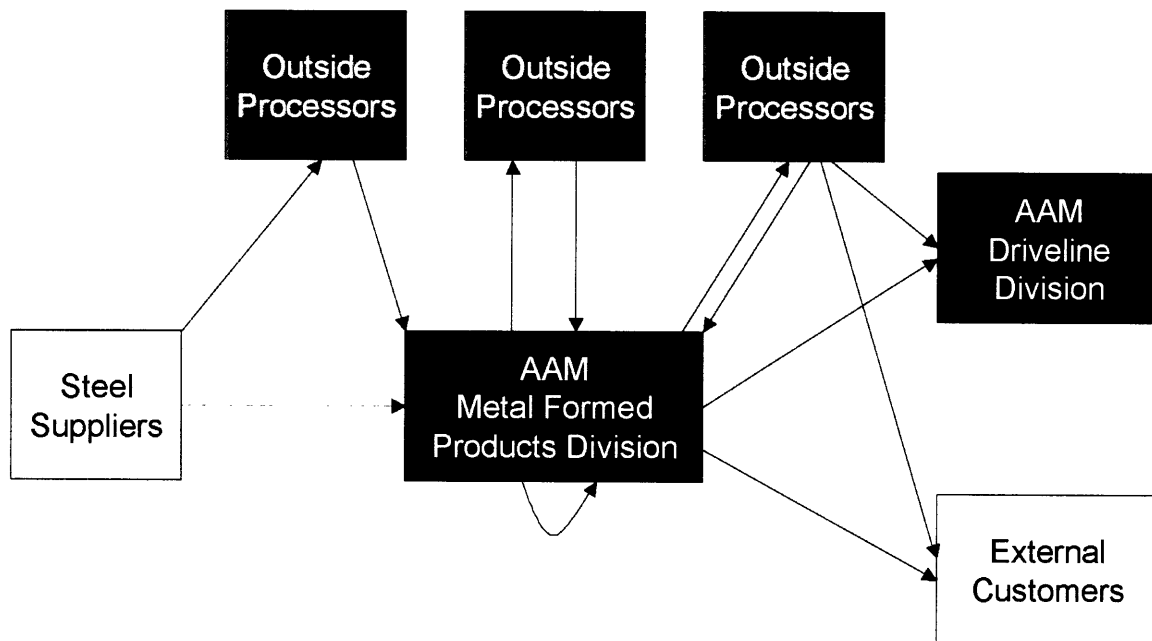 Outside
Processors
Outside
Processors
Outside
Processors
AAM
Driveline
Division
Steel
Suppliers
AAM
Metal Formed
Products Division
External
Customers